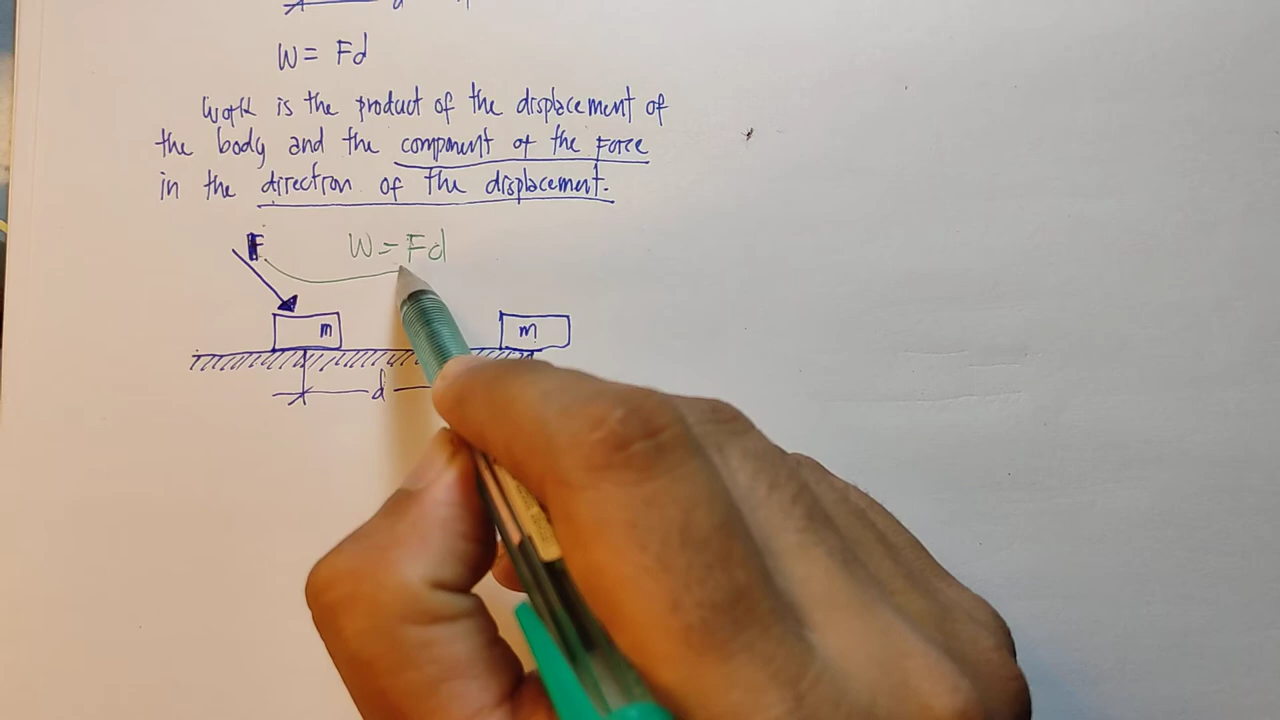 d
W = Fd
Work is the product of the displacement of
the body and the component of the Force
in the direction of the displacement.
F W = Fd
m m
d